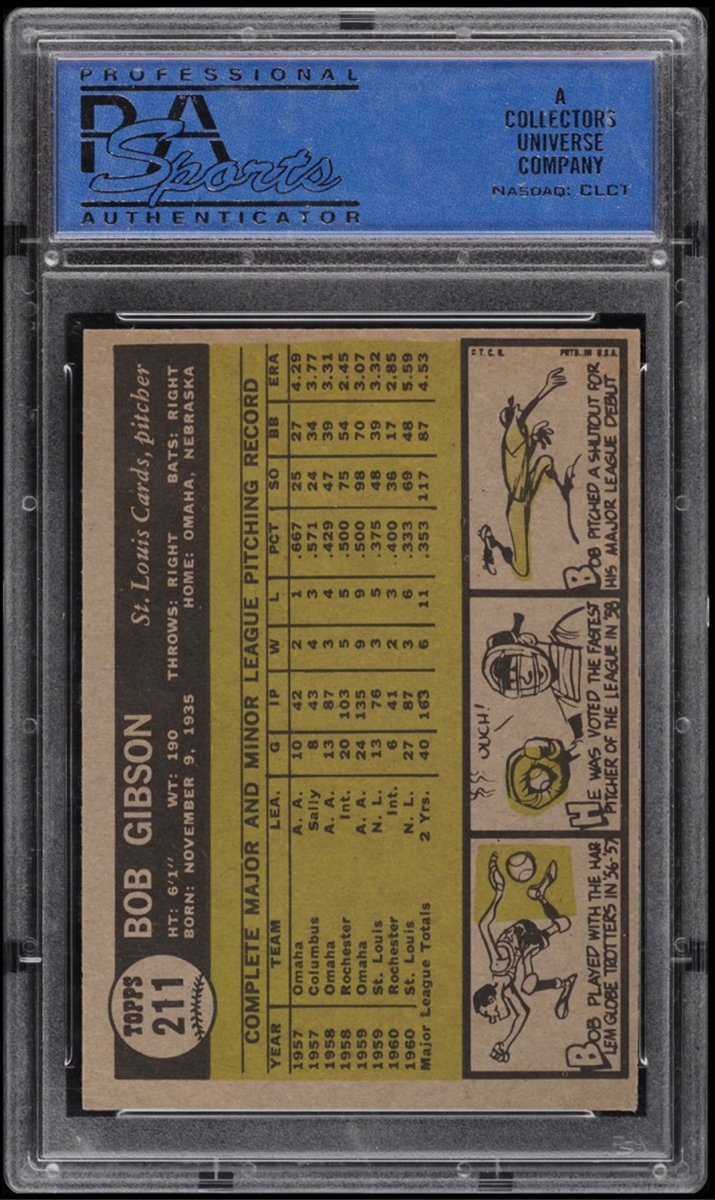 PROFESSIONAL
PSA
Sports
AUTHENTICATOR
A
COLLECTORS
UNIVERSE
COMPANY
NASDAQ: CLCT
TOPPS
211
BOB GIBSON
St. Louis Cards, pitcher
HT: 6'1" WT: 190 THROWS: RIGHT BATS: RIGHT
BORN: NOVEMBER 9, 1935 HOME: OMAHA, NEBRASKA
COMPLETE MAJOR AND MINOR LEAGUE PITCHING RECORD
YEAR TEAM LEA. G IP W L PCT SO BB ERA
1957 Omaha A. A. 10 42 2 1 .667 25 27 4.29
1957 Columbus Sally 8 43 4 3 .571 24 34 3.77
1958 Omaha A. A. 13 87 3 4 .429 47 39 3.31
1958 Rochester Int. 20 103 5 5 .500 75 54 2.45
1959 Omaha A. A. 24 135 9 9 .500 98 70 3.07
1959 St. Louis N. L. 13 76 3 5 .375 48 39 3.32
1960 Rochester Int. 6 41 2 3 .400 36 17 2.85
1960 St. Louis N. L. 27 87 3 6 .333 69 48 5.59
Major League Totals 2 Yrs. 40 163 6 11 .353 117 87 4.53
BOB PLAYED WITH THE HAR
LEM GLOBE TROTTERS IN '56-'57
OUCH!
HE WAS VOTED THE FASTEST
PITCHER OF THE LEAGUE IN '58
© T. C. G. PRTD. IN U.S.A.
BOB PITCHED A SHUTOUT FOR
HIS MAJOR LEAGUE DEBUT
PSA